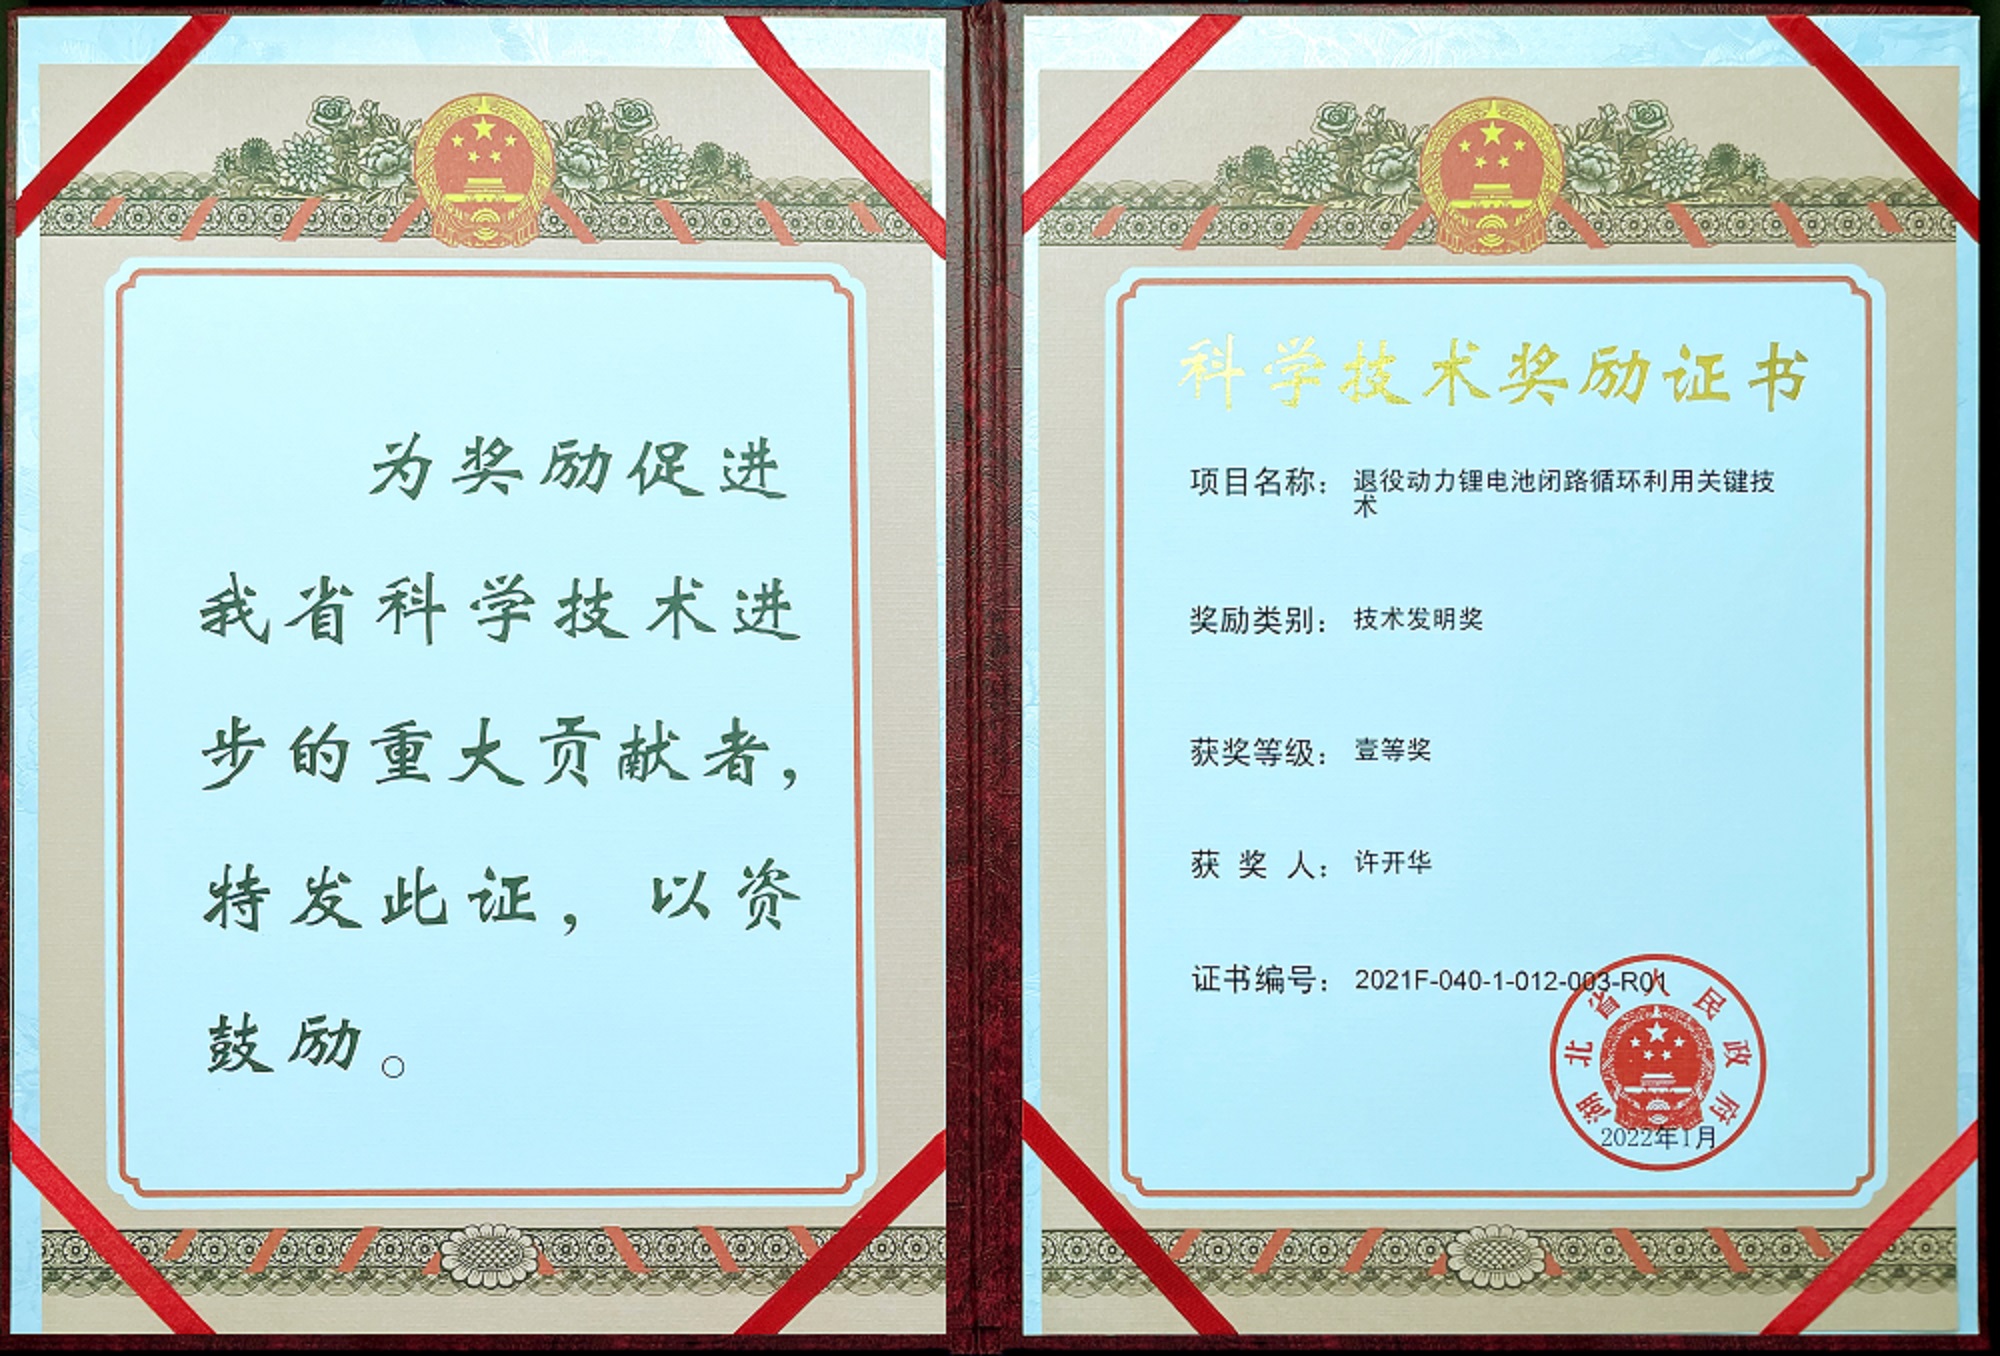 为奖励促进
我省科学技术进
步的重大贡献者，
特发此证，以资
鼓励。
科学技术奖励证书
项目名称：退役动力锂电池闭路循环利用关键技
术
奖励类别：技术发明奖
获奖等级：壹等奖
获 奖 人：许开华
证书编号：2021F-040-1-012-003-R01
湖北省人民政府
2022年1月